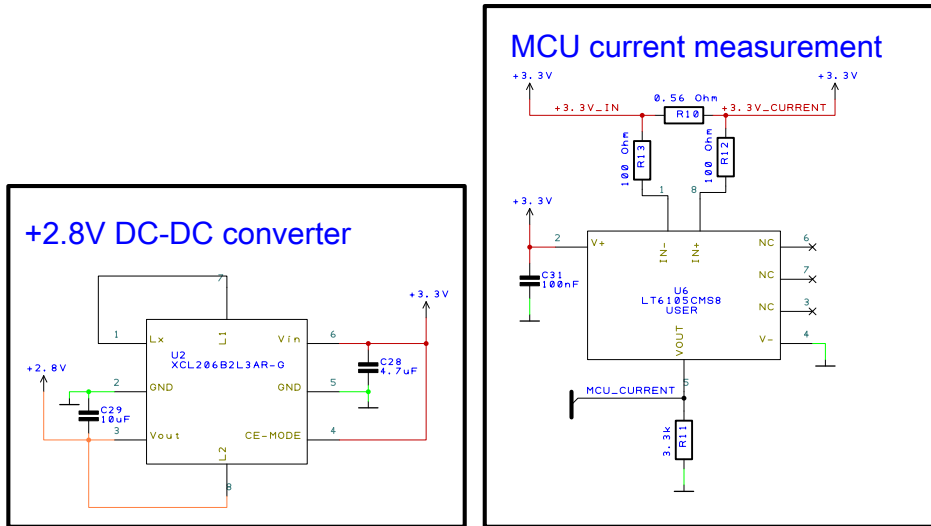 +2.8V DC-DC converter
7
L1
+3.3V
1
Lx
Vin
6
U2
XCL206B2L3AR-G
C28
4.7uF
+2.8V
2
GND
GND
5
C29
10uF
3
Vout
CE-MODE
4
L2
8
MCU current measurement
+3.3V
+3.3V
0.56 Ohm
+3.3V_IN
R10
+3.3V_CURRENT
100 Ohm
R13
100 Ohm
R12
1
8
+3.3V
2
V+
IN-
IN+
NC
6
C31
100nF
NC
7
U6
LT6105CMS8
USER
NC
3
VOUT
V-
4
5
MCU_CURRENT
3.3k
R11